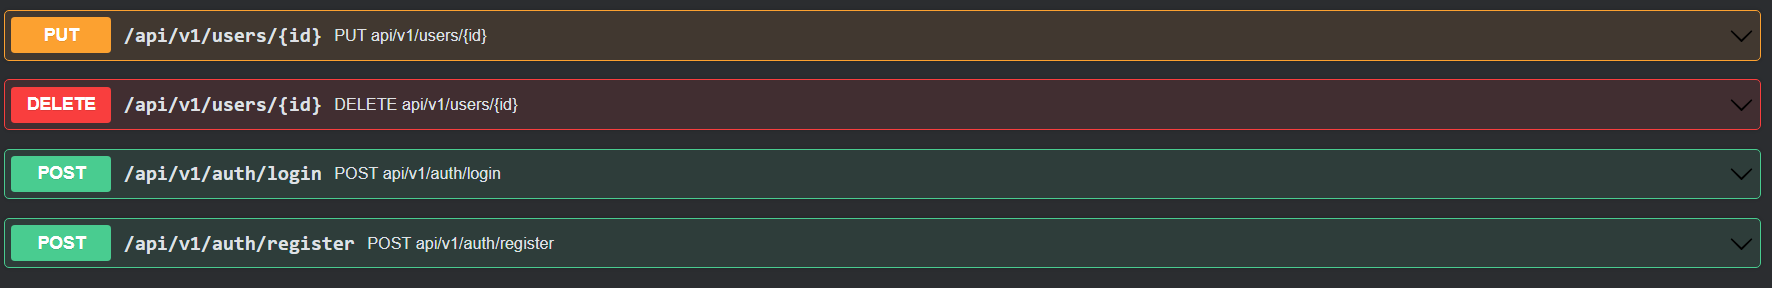 PUT /api/v1/users/{id} PUT api/v1/users/{id}
DELETE /api/v1/users/{id} DELETE api/v1/users/{id}
POST /api/v1/auth/login POST api/v1/auth/login
POST /api/v1/auth/register POST api/v1/auth/register